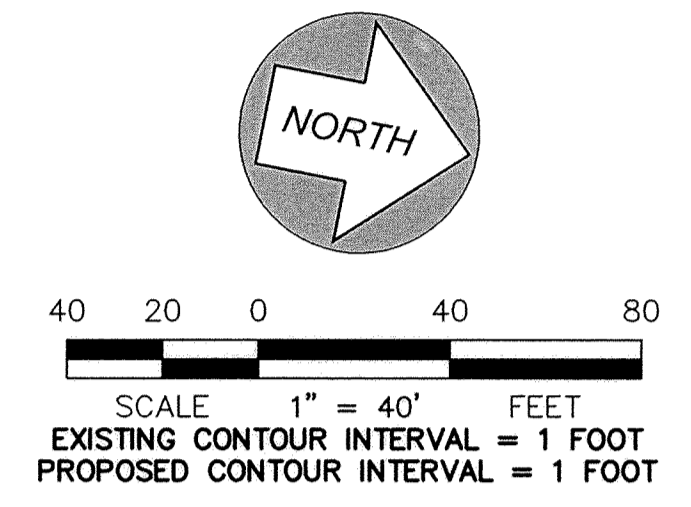 NORTH
40 20 0 40 80
SCALE 1" = 40' FEET
EXISTING CONTOUR INTERVAL = 1 FOOT
PROPOSED CONTOUR INTERVAL = 1 FOOT